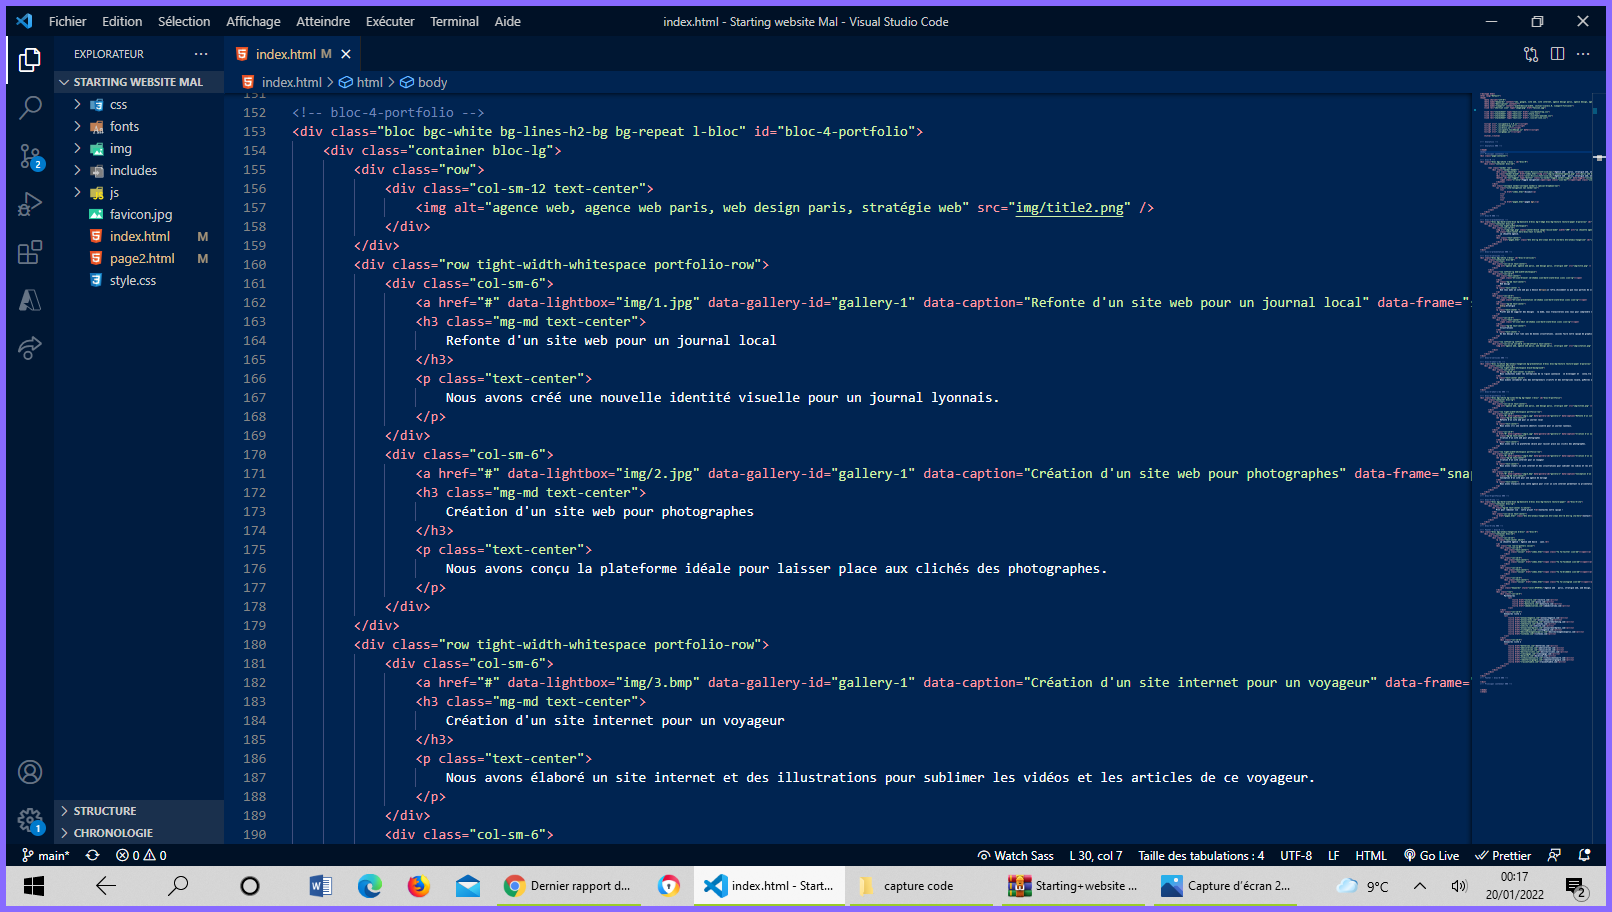 Fichier Edition Sélection Affichage Atteindre Exécuter Terminal Aide
index.html - Starting website Mal - Visual Studio Code
EXPLORATEUR ···
index.html M
STARTING WEBSITE MAL
index.html > html > body
css
fonts
img
includes
js
favicon.jpg
index.html M
page2.html M
style.css
2
151
152 <!-- bloc-4-portfolio -->
153 <div class="bloc bgc-white bg-lines-h2-bg bg-repeat l-bloc" id="bloc-4-portfolio">
154 <div class="container bloc-lg">
155 <div class="row">
156 <div class="col-sm-12 text-center">
157 <img alt="agence web, agence web paris, web design paris, stratégie web" src="img/title2.png" />
158 </div>
159 </div>
160 <div class="row tight-width-whitespace portfolio-row">
161 <div class="col-sm-6">
162 <a href="#" data-lightbox="img/1.jpg" data-gallery-id="gallery-1" data-caption="Refonte d'un site web pour un journal local" data-frame="
163 <h3 class="mg-md text-center">
164 Refonte d'un site web pour un journal local
165 </h3>
166 <p class="text-center">
167 Nous avons créé une nouvelle identité visuelle pour un journal lyonnais.
168 </p>
169 </div>
170 <div class="col-sm-6">
171 <a href="#" data-lightbox="img/2.jpg" data-gallery-id="gallery-1" data-caption="Création d'un site web pour photographes" data-frame="snap
172 <h3 class="mg-md text-center">
173 Création d'un site web pour photographes
174 </h3>
175 <p class="text-center">
176 Nous avons conçu la plateforme idéale pour laisser place aux clichés des photographes.
177 </p>
178 </div>
179 </div>
180 <div class="row tight-width-whitespace portfolio-row">
181 <div class="col-sm-6">
182 <a href="#" data-lightbox="img/3.bmp" data-gallery-id="gallery-1" data-caption="Création d'un site internet pour un voyageur" data-frame=
183 <h3 class="mg-md text-center">
184 Création d'un site internet pour un voyageur
185 </h3>
186 <p class="text-center">
187 Nous avons élaboré un site internet et des illustrations pour sublimer les vidéos et les articles de ce voyageur.
188 </p>
189 </div>
190 <div class="col-sm-6">
STRUCTURE
CHRONOLOGIE
1
main* 0 0 Watch Sass L 30, col 7 Taille des tabulations : 4 UTF-8 LF HTML Go Live Prettier
Dernier rapport d... index.html - Start... capture code Starting+website ... Capture d'écran 2... 9°C 00:17
20/01/2022
2